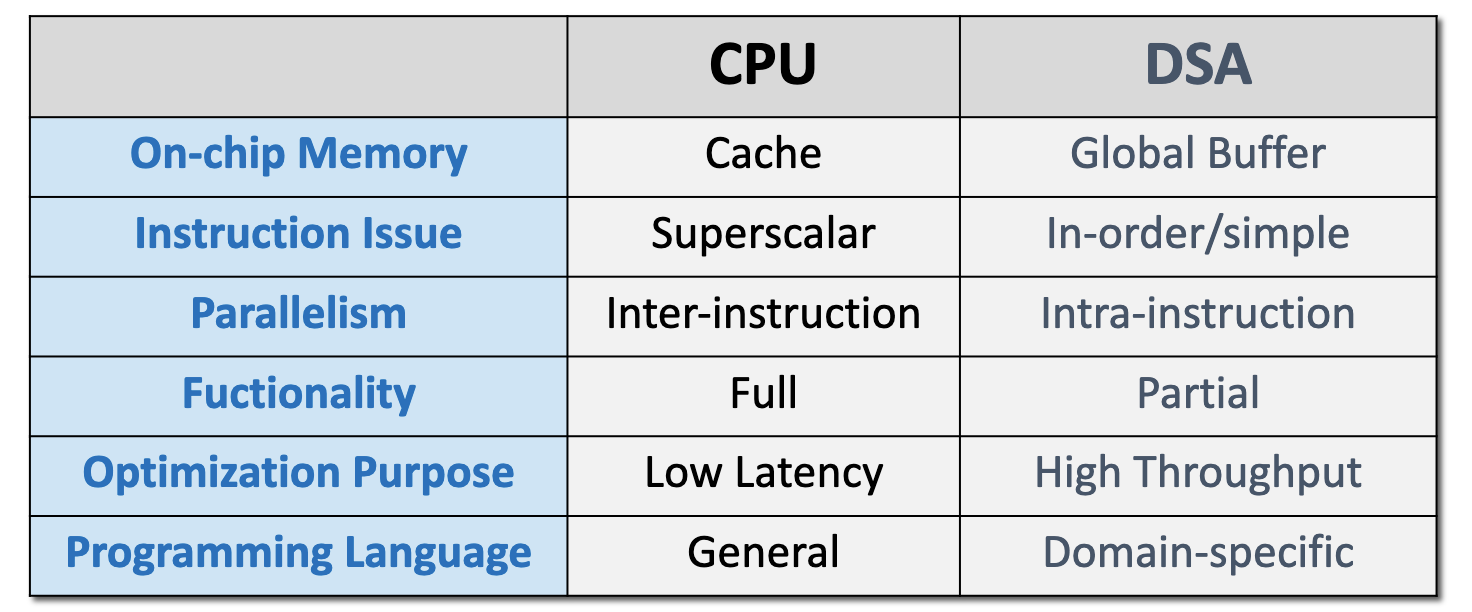 CPU DSA
On-chip Memory Cache Global Buffer
Instruction Issue Superscalar In-order/simple
Parallelism Inter-instruction Intra-instruction
Fuctionality Full Partial
Optimization Purpose Low Latency High Throughput
Programming Language General Domain-specific